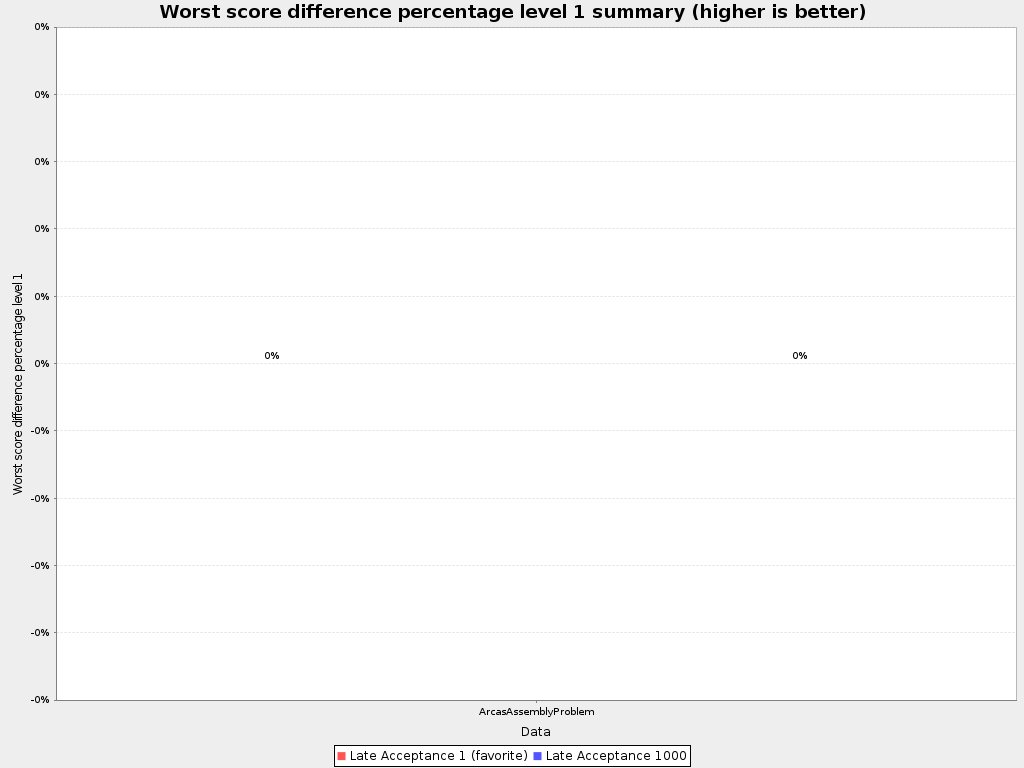 Worst score difference percentage level 1 summary (higher is better)
Worst score difference percentage level 1
0%
0%
0%
0%
0%
0%
-0%
-0%
-0%
-0%
-0%
0%
0%
ArcasAssemblyProblem
Data
Late Acceptance 1 (favorite) Late Acceptance 1000